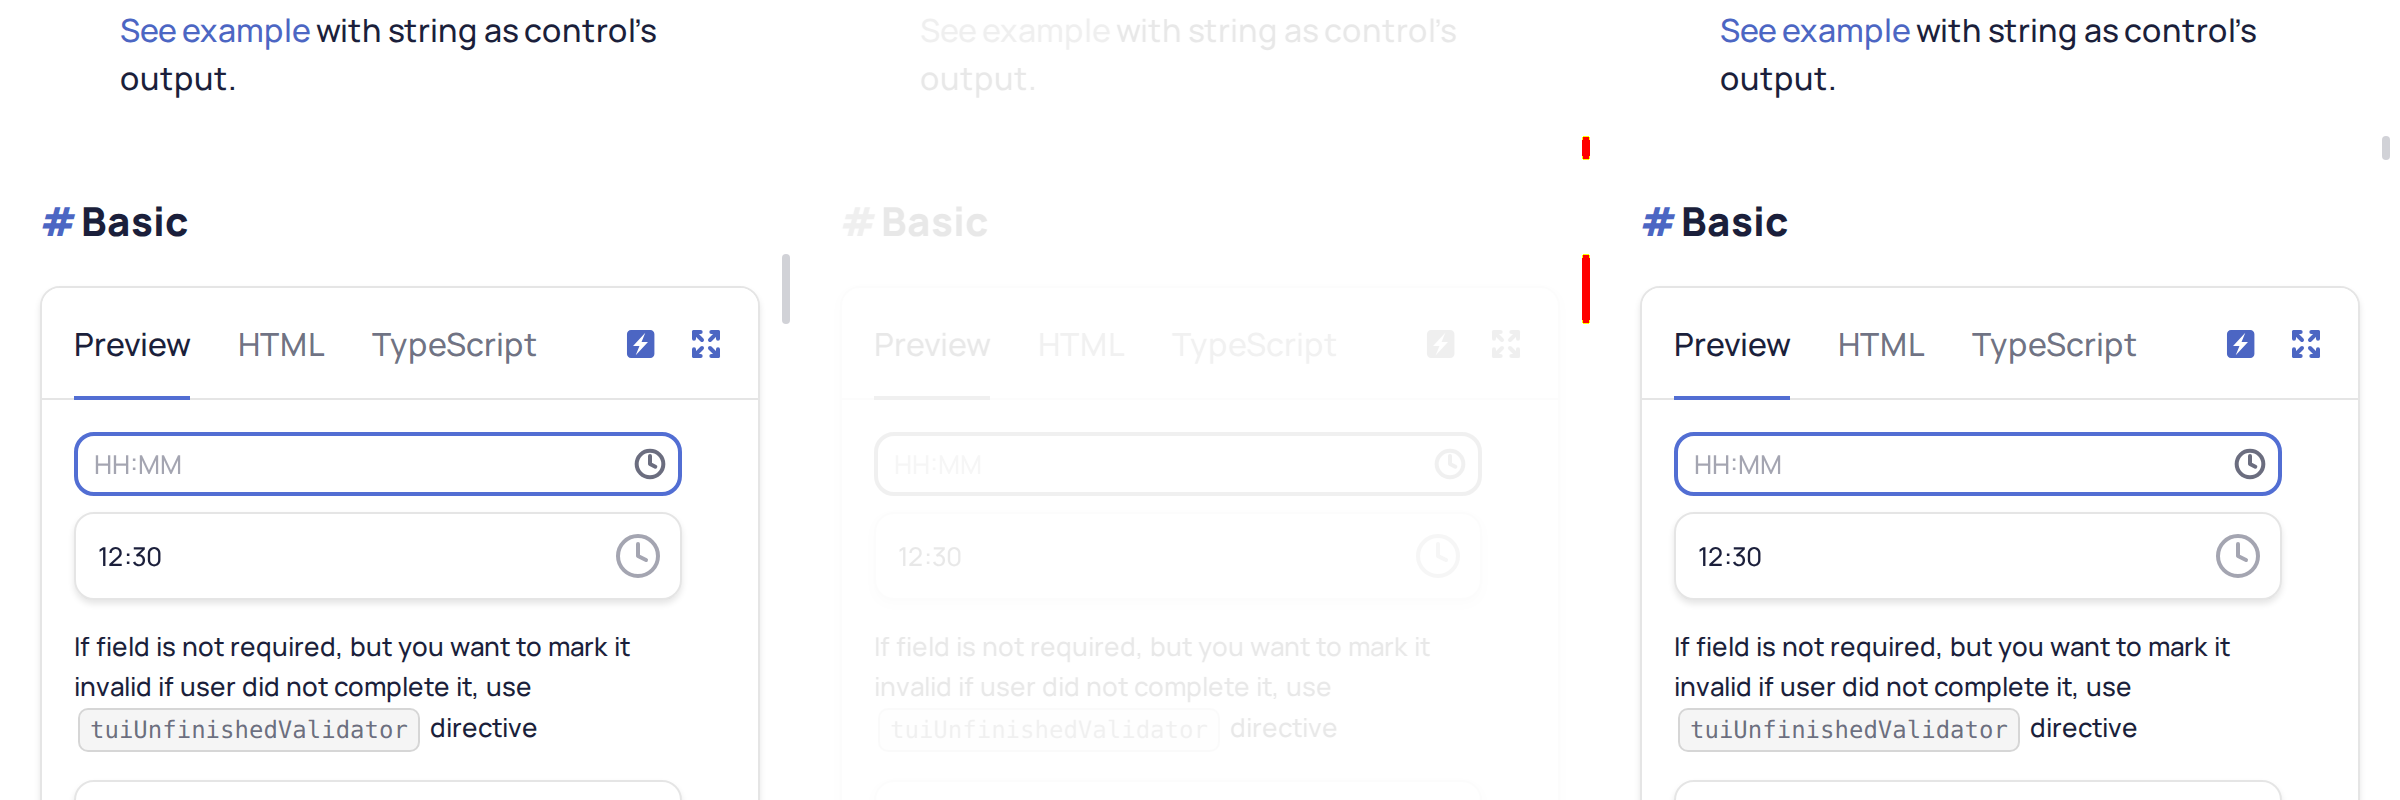 See example with string as control's
output.
# Basic
Preview HTML TypeScript
HH:MM
12:30
If field is not required, but you want to mark it
invalid if user did not complete it, use
tuiUnfinishedValidator directive
See example with string as control's
output.
# Basic
Preview HTML TypeScript
HH:MM
12:30
If field is not required, but you want to mark it
invalid if user did not complete it, use
tuiUnfinishedValidator directive
See example with string as control's
output.
# Basic
Preview HTML TypeScript
HH:MM
12:30
If field is not required, but you want to mark it
invalid if user did not complete it, use
tuiUnfinishedValidator directive